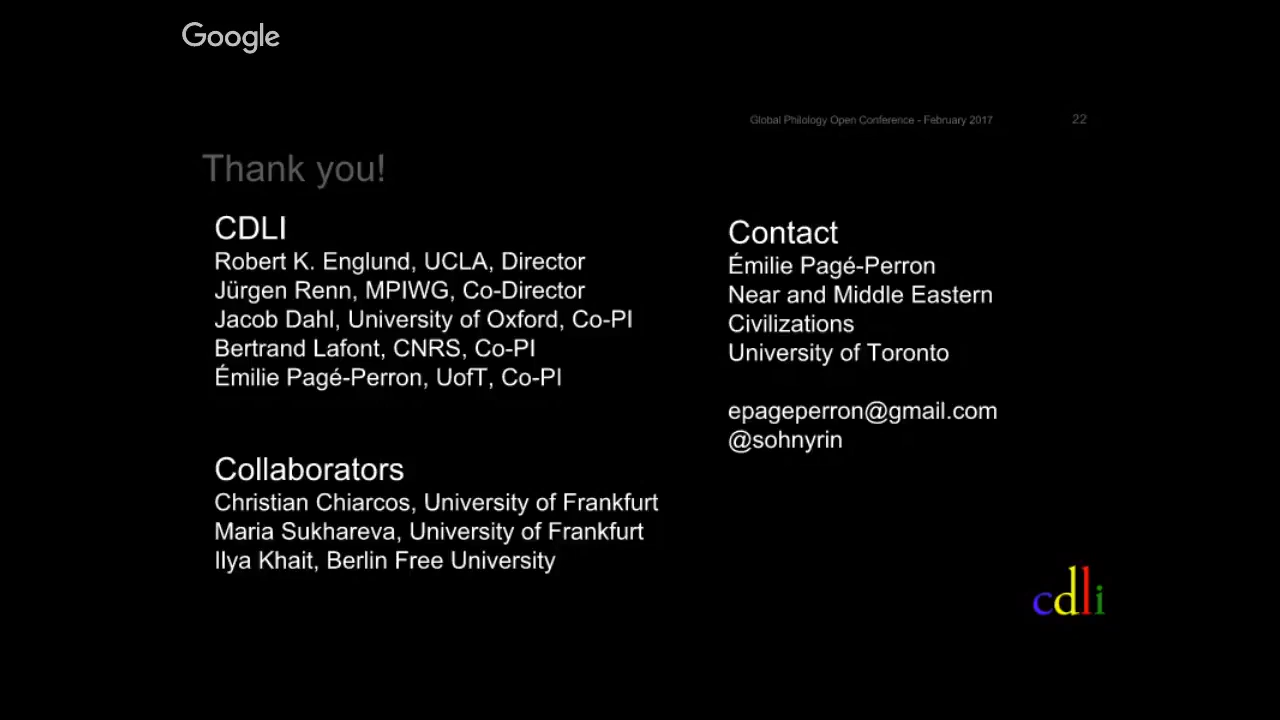 Google
Global Philology Open Conference - February 2017 22
Thank you!
CDLI
Robert K. Englund, UCLA, Director
Jürgen Renn, MPIWG, Co-Director
Jacob Dahl, University of Oxford, Co-PI
Bertrand Lafont, CNRS, Co-PI
Émilie Pagé-Perron, UofT, Co-PI
Collaborators
Christian Chiarcos, University of Frankfurt
Maria Sukhareva, University of Frankfurt
Ilya Khait, Berlin Free University
Contact
Émilie Pagé-Perron
Near and Middle Eastern
Civilizations
University of Toronto
epageperron@gmail.com
@sohnyrin
cdli